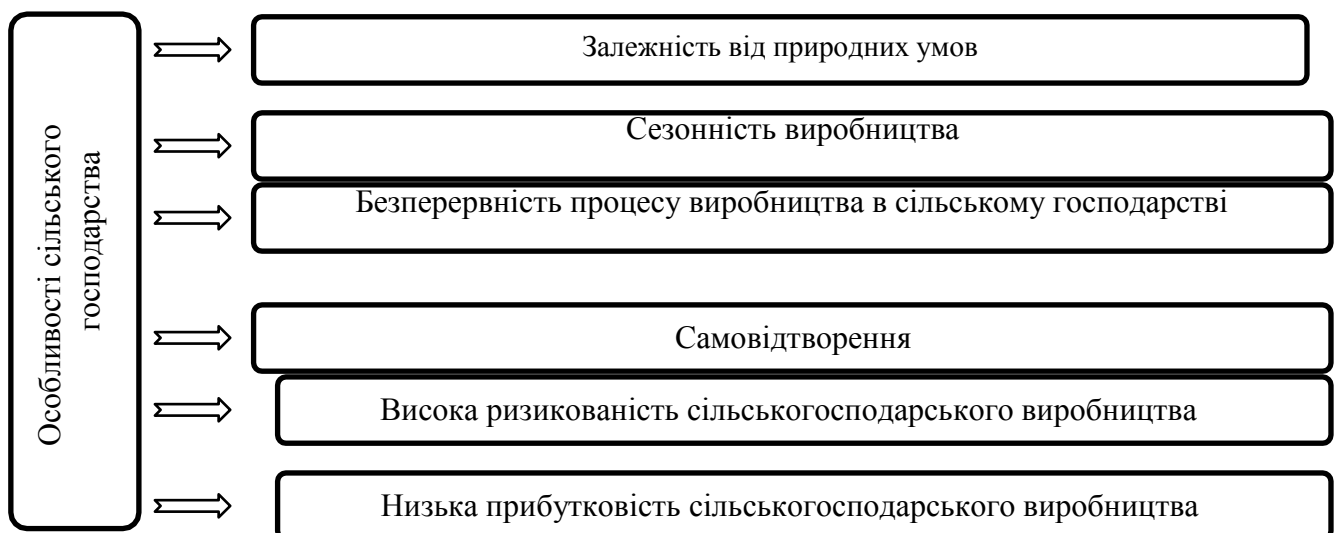 Особливості сільського
господарства
Залежність від природних умов
Сезонність виробництва
Безперервність процесу виробництва в сільському господарстві
Самовідтворення
Висока ризикованість сільськогосподарського виробництва
Низька прибутковість сільськогосподарського виробництва